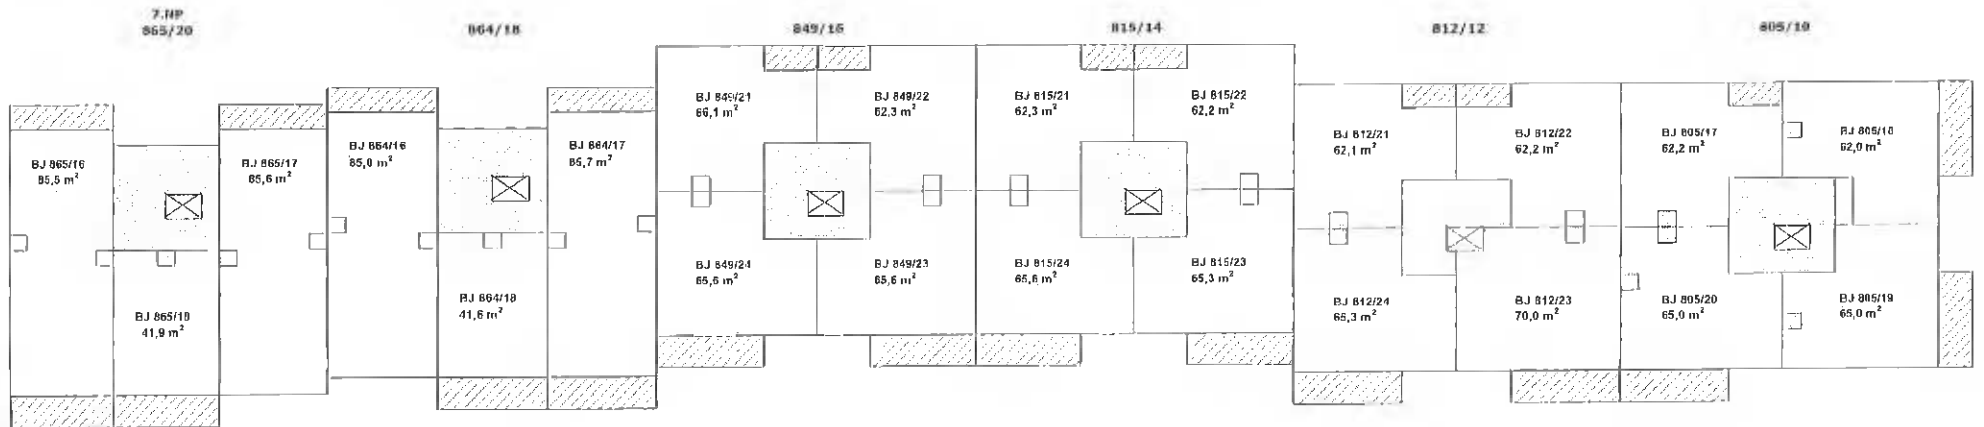 7.NP
865/20
864/18
849/16
815/14
812/12
805/10
BJ 865/16
85,5 m²
BJ 865/17
85,6 m²
BJ 865/18
41,9 m²
BJ 864/16
85,0 m²
BJ 864/17
85,7 m²
BJ 864/18
41,6 m²
BJ 849/21
66,1 m²
BJ 849/22
62,3 m²
BJ 849/24
65,6 m²
BJ 849/23
65,6 m²
BJ 815/21
62,3 m²
BJ 815/22
62,2 m²
BJ 815/24
65,6 m²
BJ 815/23
65,3 m²
BJ 812/21
62,1 m²
BJ 812/22
62,2 m²
BJ 812/24
65,3 m²
BJ 812/23
70,0 m²
BJ 805/17
62,2 m²
BJ 805/18
62,0 m²
BJ 805/20
65,0 m²
BJ 805/19
65,0 m²